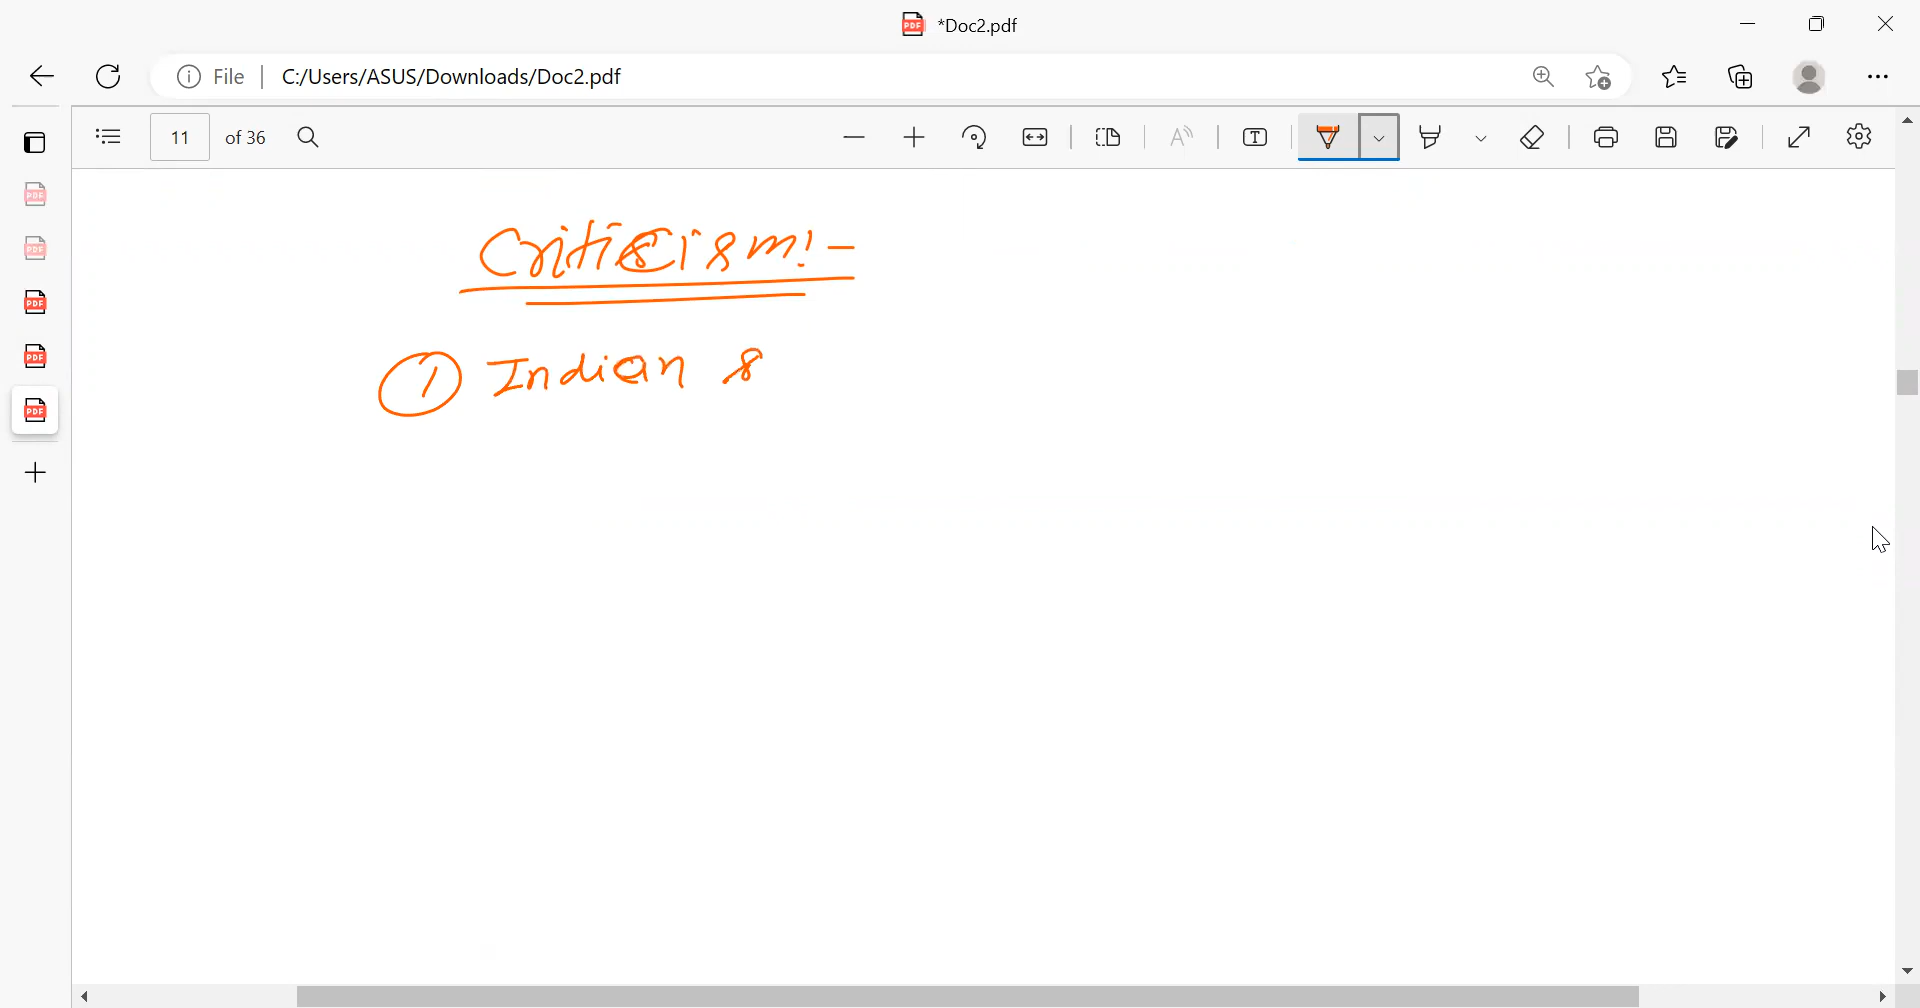 *Doc2.pdf
File C:/Users/ASUS/Downloads/Doc2.pdf
11 of 36
Criticism:-
① Indian s